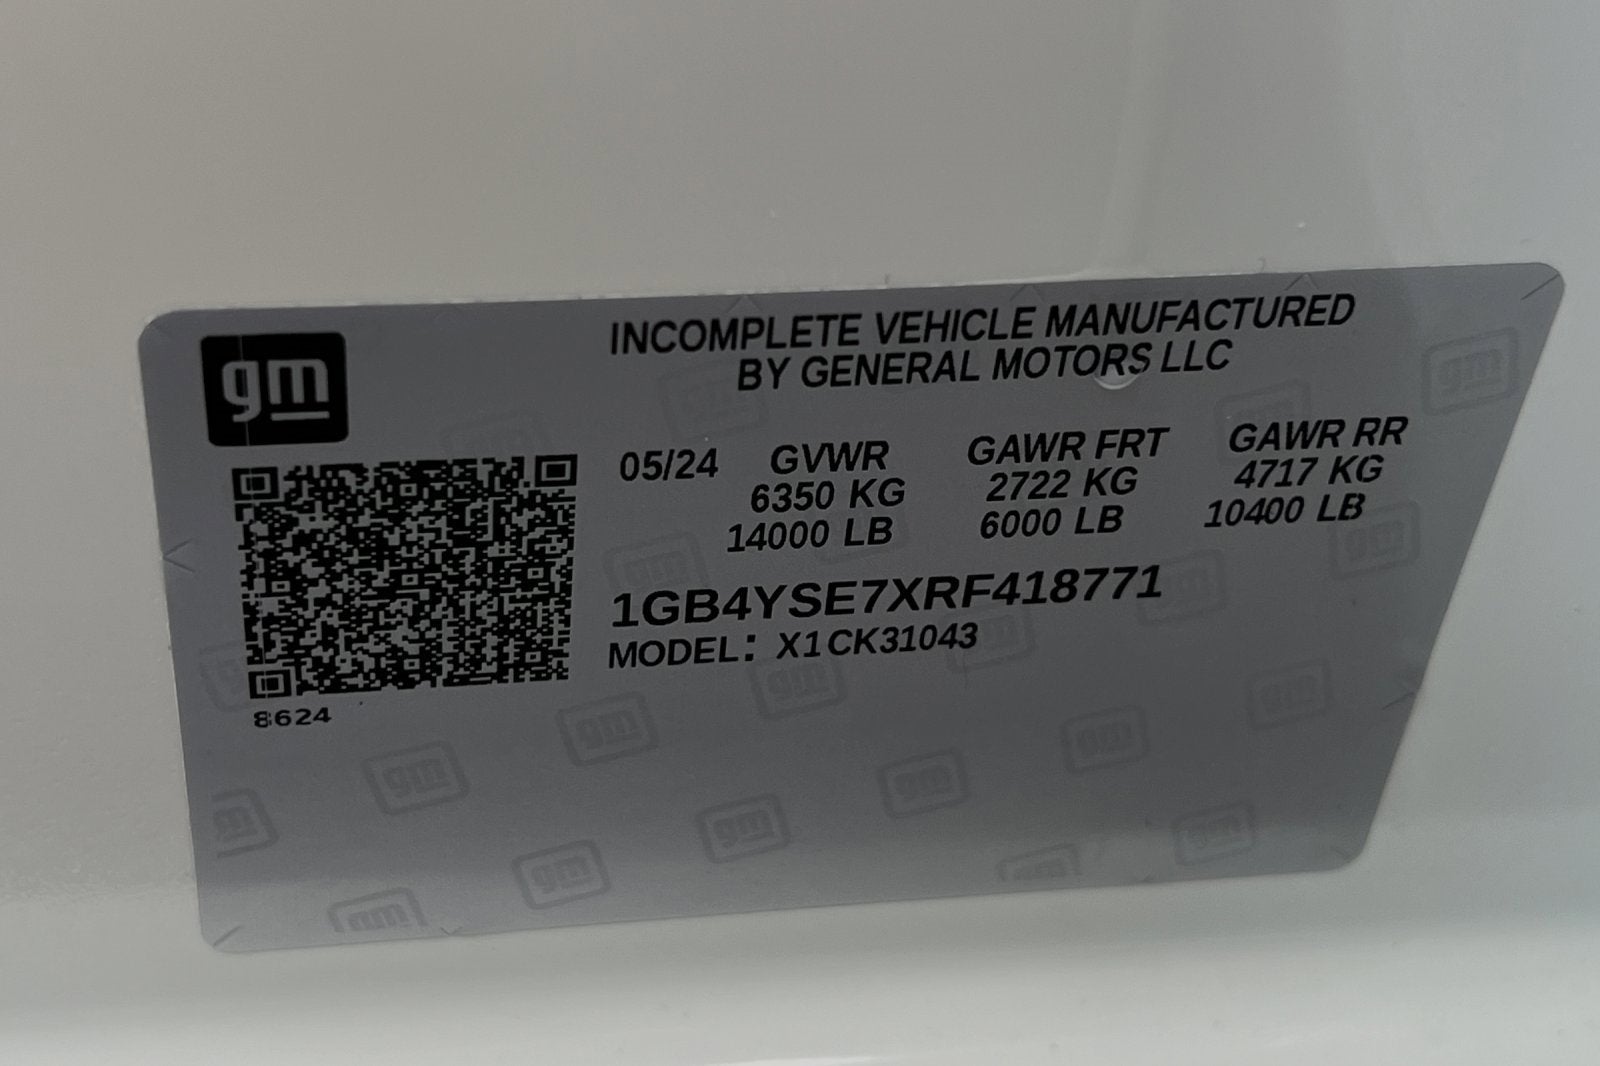 gm
INCOMPLETE VEHICLE MANUFACTURED
BY GENERAL MOTORS LLC
05/24
GVWR
6350 KG
14000 LB
GAWR FRT
2722 KG
6000 LB
GAWR RR
4717 KG
10400 LB
1GB4YSE7XRF418771
MODEL: X1CK31043
8624